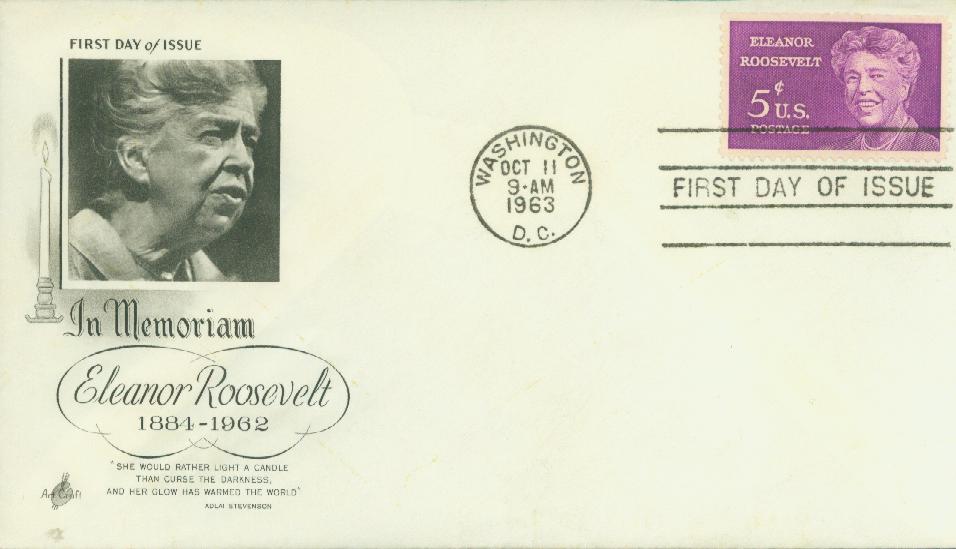 FIRST DAY of ISSUE
In Memoriam
Eleanor Roosevelt
1884-1962
"SHE WOULD RATHER LIGHT A CANDLE
THAN CURSE THE DARKNESS,
AND HER GLOW HAS WARMED THE WORLD"
ADLAI STEVENSON
Art Craft
WASHINGTON
OCT 11
9-AM
1963
D.C.
ELEANOR
ROOSEVELT
5¢ U.S.
POSTAGE
FIRST DAY OF ISSUE